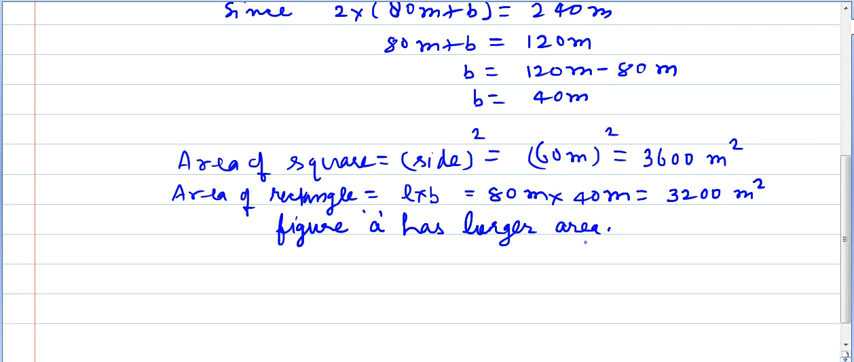 Since 2x(80m+b) = 240m
80m+b = 120m
b = 120m - 80m
b = 40m
Area of square = (side)² = (60m)² = 3600 m²
Area of rectangle = l×b = 80m × 40m = 3200 m²
figure 'a' has larger area.